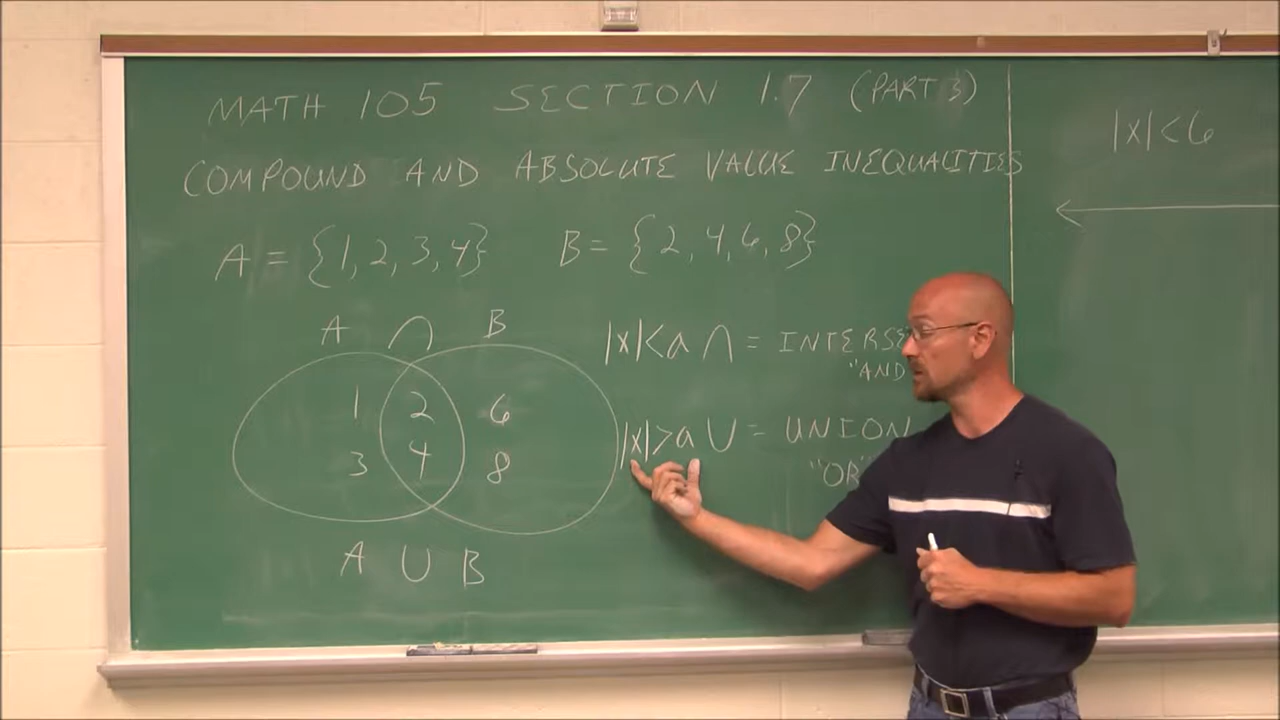 MATH 105 SECTION 1.7 (PART 3)
COMPOUND AND ABSOLUTE VALUE INEQUALITIES
A = {1, 2, 3, 4} B = {2, 4, 6, 8}
A ∩ B
1 2 6
3 4 8
A ∪ B
|x|<a ∩ = INTERSE
"AND
|x|>a ∪ = UNION
"OR"
|x|<6